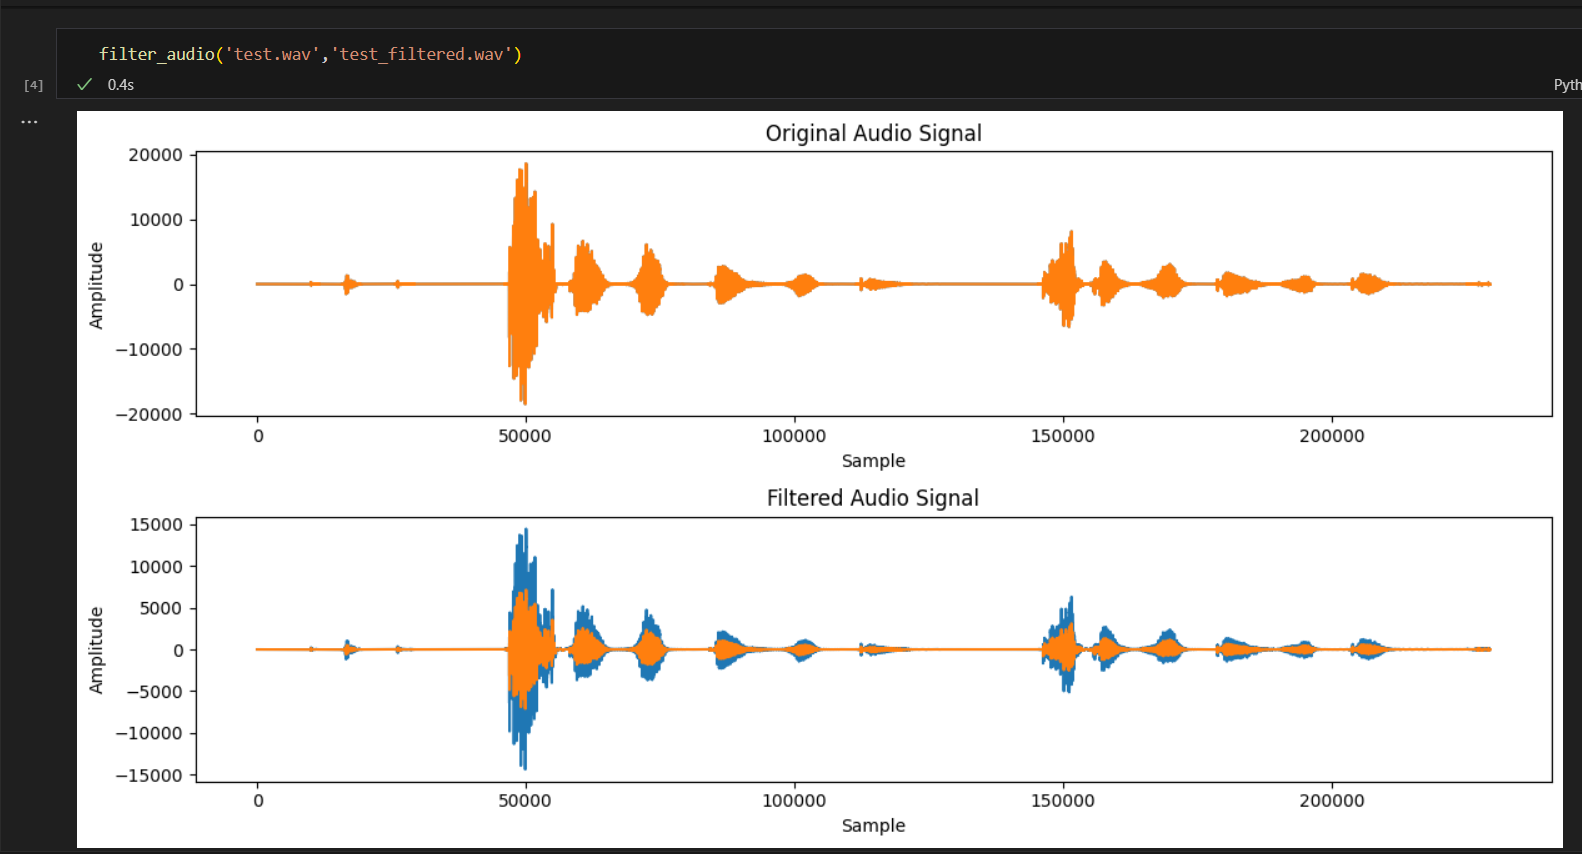 filter_audio('test.wav','test_filtered.wav')
[4] ✓ 0.4s Pyth
...
Original Audio Signal
20000
10000
0
−10000
−20000
Amplitude
0 50000 100000 150000 200000
Sample
Filtered Audio Signal
15000
10000
5000
0
−5000
−10000
−15000
Amplitude
0 50000 100000 150000 200000
Sample